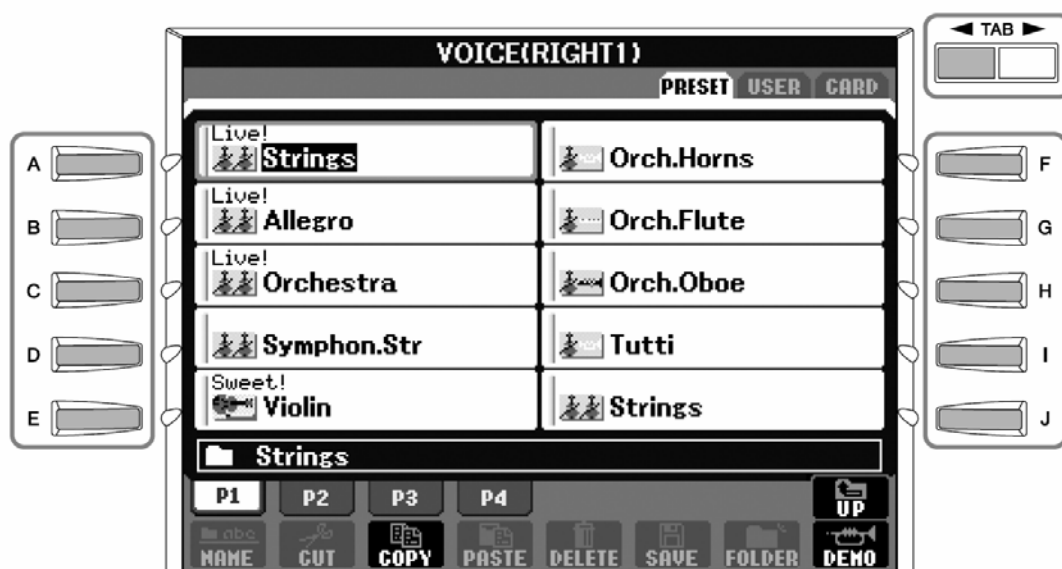 ◄ TAB ►
VOICE(RIGHT1)
PRESET USER CARD
A
Live!
Strings
Orch.Horns
F
B
Live!
Allegro
Orch.Flute
G
C
Live!
Orchestra
Orch.Oboe
H
D
Symphon.Str
Tutti
I
E
Sweet!
Violin
Strings
J
Strings
P1 P2 P3 P4 UP
abc
NAME CUT COPY PASTE DELETE SAVE FOLDER DEMO